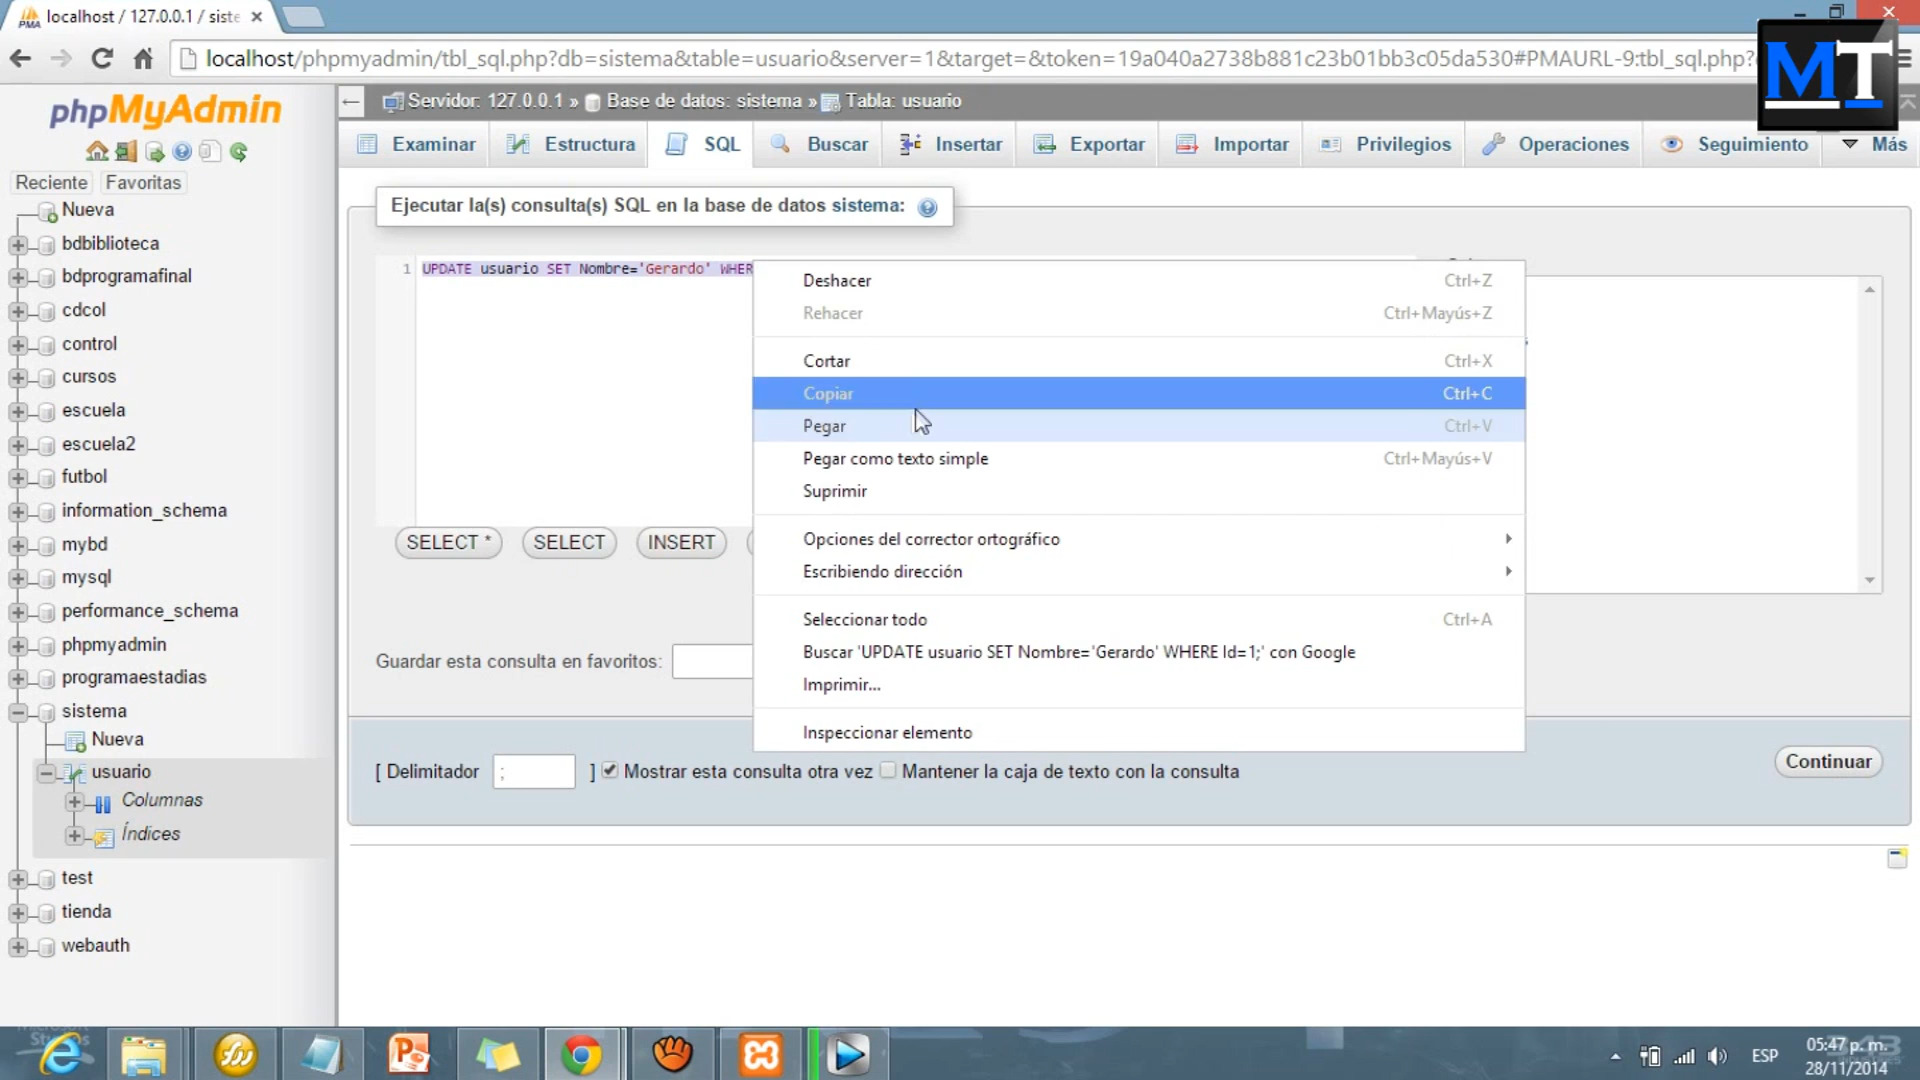 localhost / 127.0.0.1 / siste
localhost/phpmyadmin/tbl_sql.php?db=sistema&table=usuario&server=1&target=&token=19a040a2738b881c23b01bb3c05da530#PMAURL-9:tbl_sql.php?
MT
phpMyAdmin
Reciente Favoritas
Nueva
bdbiblioteca
bdprogramafinal
cdcol
control
cursos
escuela
escuela2
futbol
information_schema
mybd
mysql
performance_schema
phpmyadmin
programaestadias
sistema
Nueva
usuario
Columnas
Índices
test
tienda
webauth
Servidor: 127.0.0.1 » Base de datos: sistema » Tabla: usuario
Examinar Estructura SQL Buscar Insertar Exportar Importar Privilegios Operaciones Seguimiento Más
Ejecutar la(s) consulta(s) SQL en la base de datos sistema:
1 UPDATE usuario SET Nombre='Gerardo' WHER
Deshacer Ctrl+Z
Rehacer Ctrl+Mayús+Z
Cortar Ctrl+X
Copiar Ctrl+C
Pegar Ctrl+V
Pegar como texto simple Ctrl+Mayús+V
Suprimir
Opciones del corrector ortográfico
Escribiendo dirección
Seleccionar todo Ctrl+A
Buscar 'UPDATE usuario SET Nombre='Gerardo' WHERE Id=1;' con Google
Imprimir...
Inspeccionar elemento
SELECT * SELECT INSERT
Guardar esta consulta en favoritos:
[ Delimitador ; ] Mostrar esta consulta otra vez Mantener la caja de texto con la consulta
Continuar
ESP
05:47 p. m.
28/11/2014